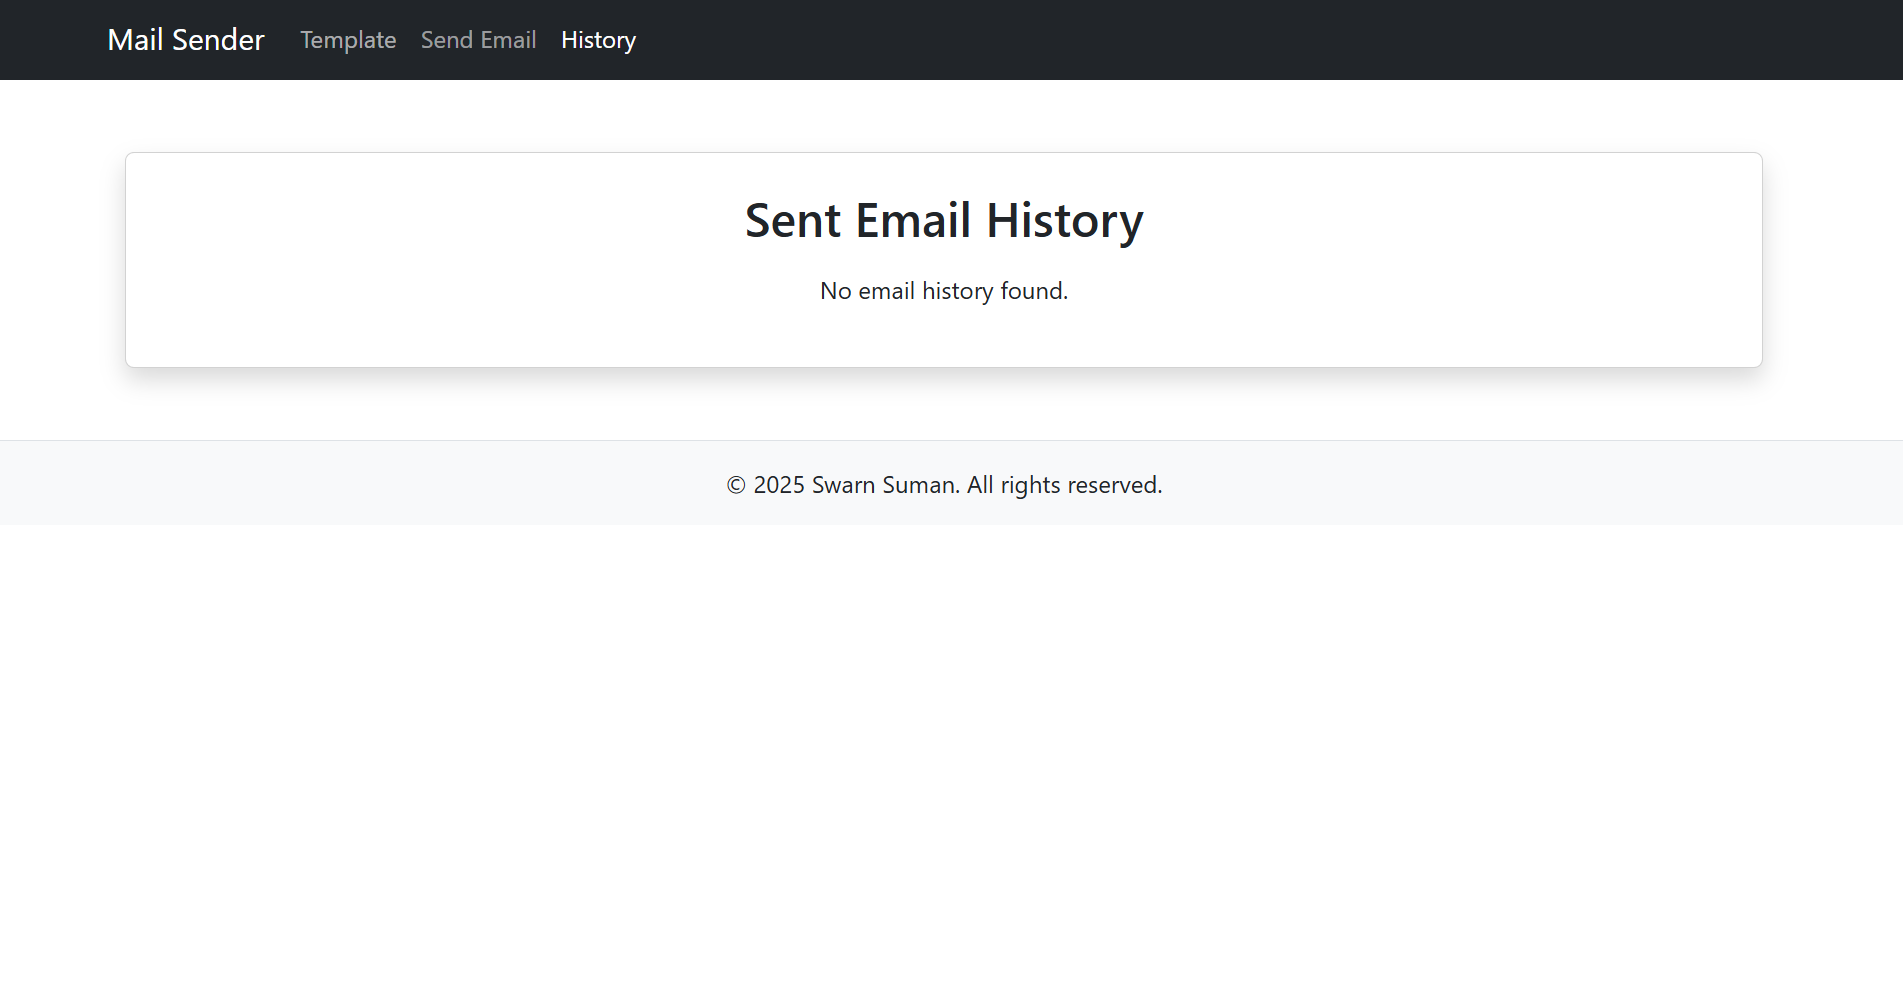 Mail Sender Template Send Email History
Sent Email History
No email history found.
© 2025 Swarn Suman. All rights reserved.